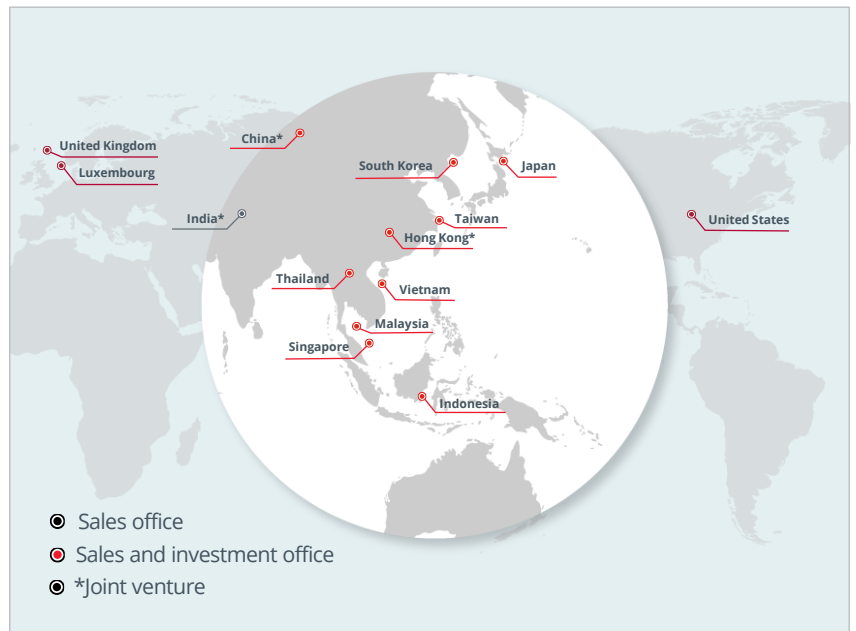 China*
United Kingdom
South Korea
Japan
Luxembourg
India*
Taiwan
United States
Hong Kong*
Thailand
Vietnam
Malaysia
Singapore
Indonesia
Sales office
Sales and investment office
*Joint venture